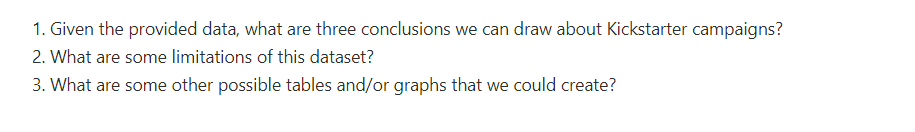 1. Given the provided data, what are three conclusions we can draw about Kickstarter campaigns?
2. What are some limitations of this dataset?
3. What are some other possible tables and/or graphs that we could create?